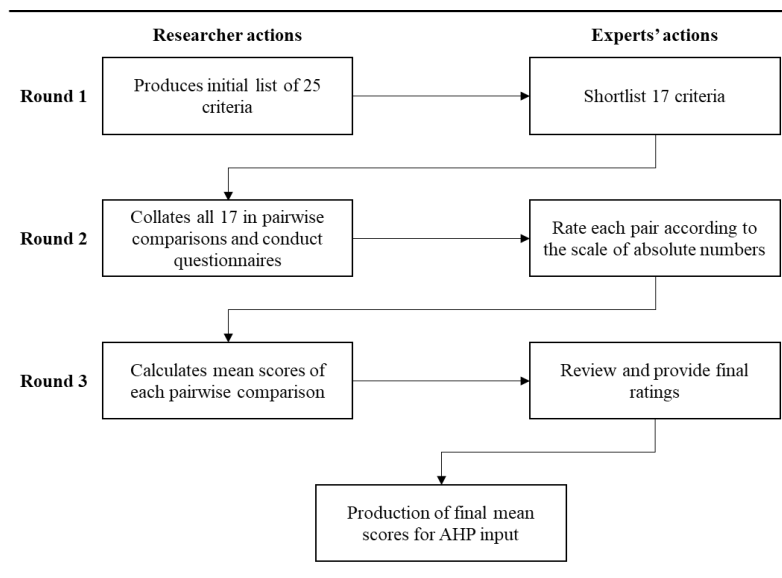 Researcher actions
Experts' actions
Round 1
Produces initial list of 25
criteria
Shortlist 17 criteria
Round 2
Collates all 17 in pairwise
comparisons and conduct
questionnaires
Rate each pair according to
the scale of absolute numbers
Round 3
Calculates mean scores of
each pairwise comparison
Review and provide final
ratings
Production of final mean
scores for AHP input